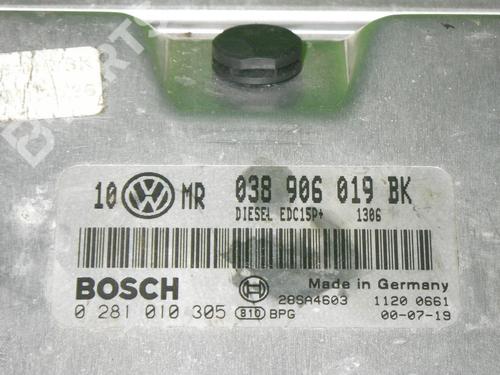 10 MR 038 906 019 BK
DIESEL EDC15P+ 1306
BOSCH
Made in Germany
28SA4603 1120 0661
0 281 010 305 810 BPG 00-07-19